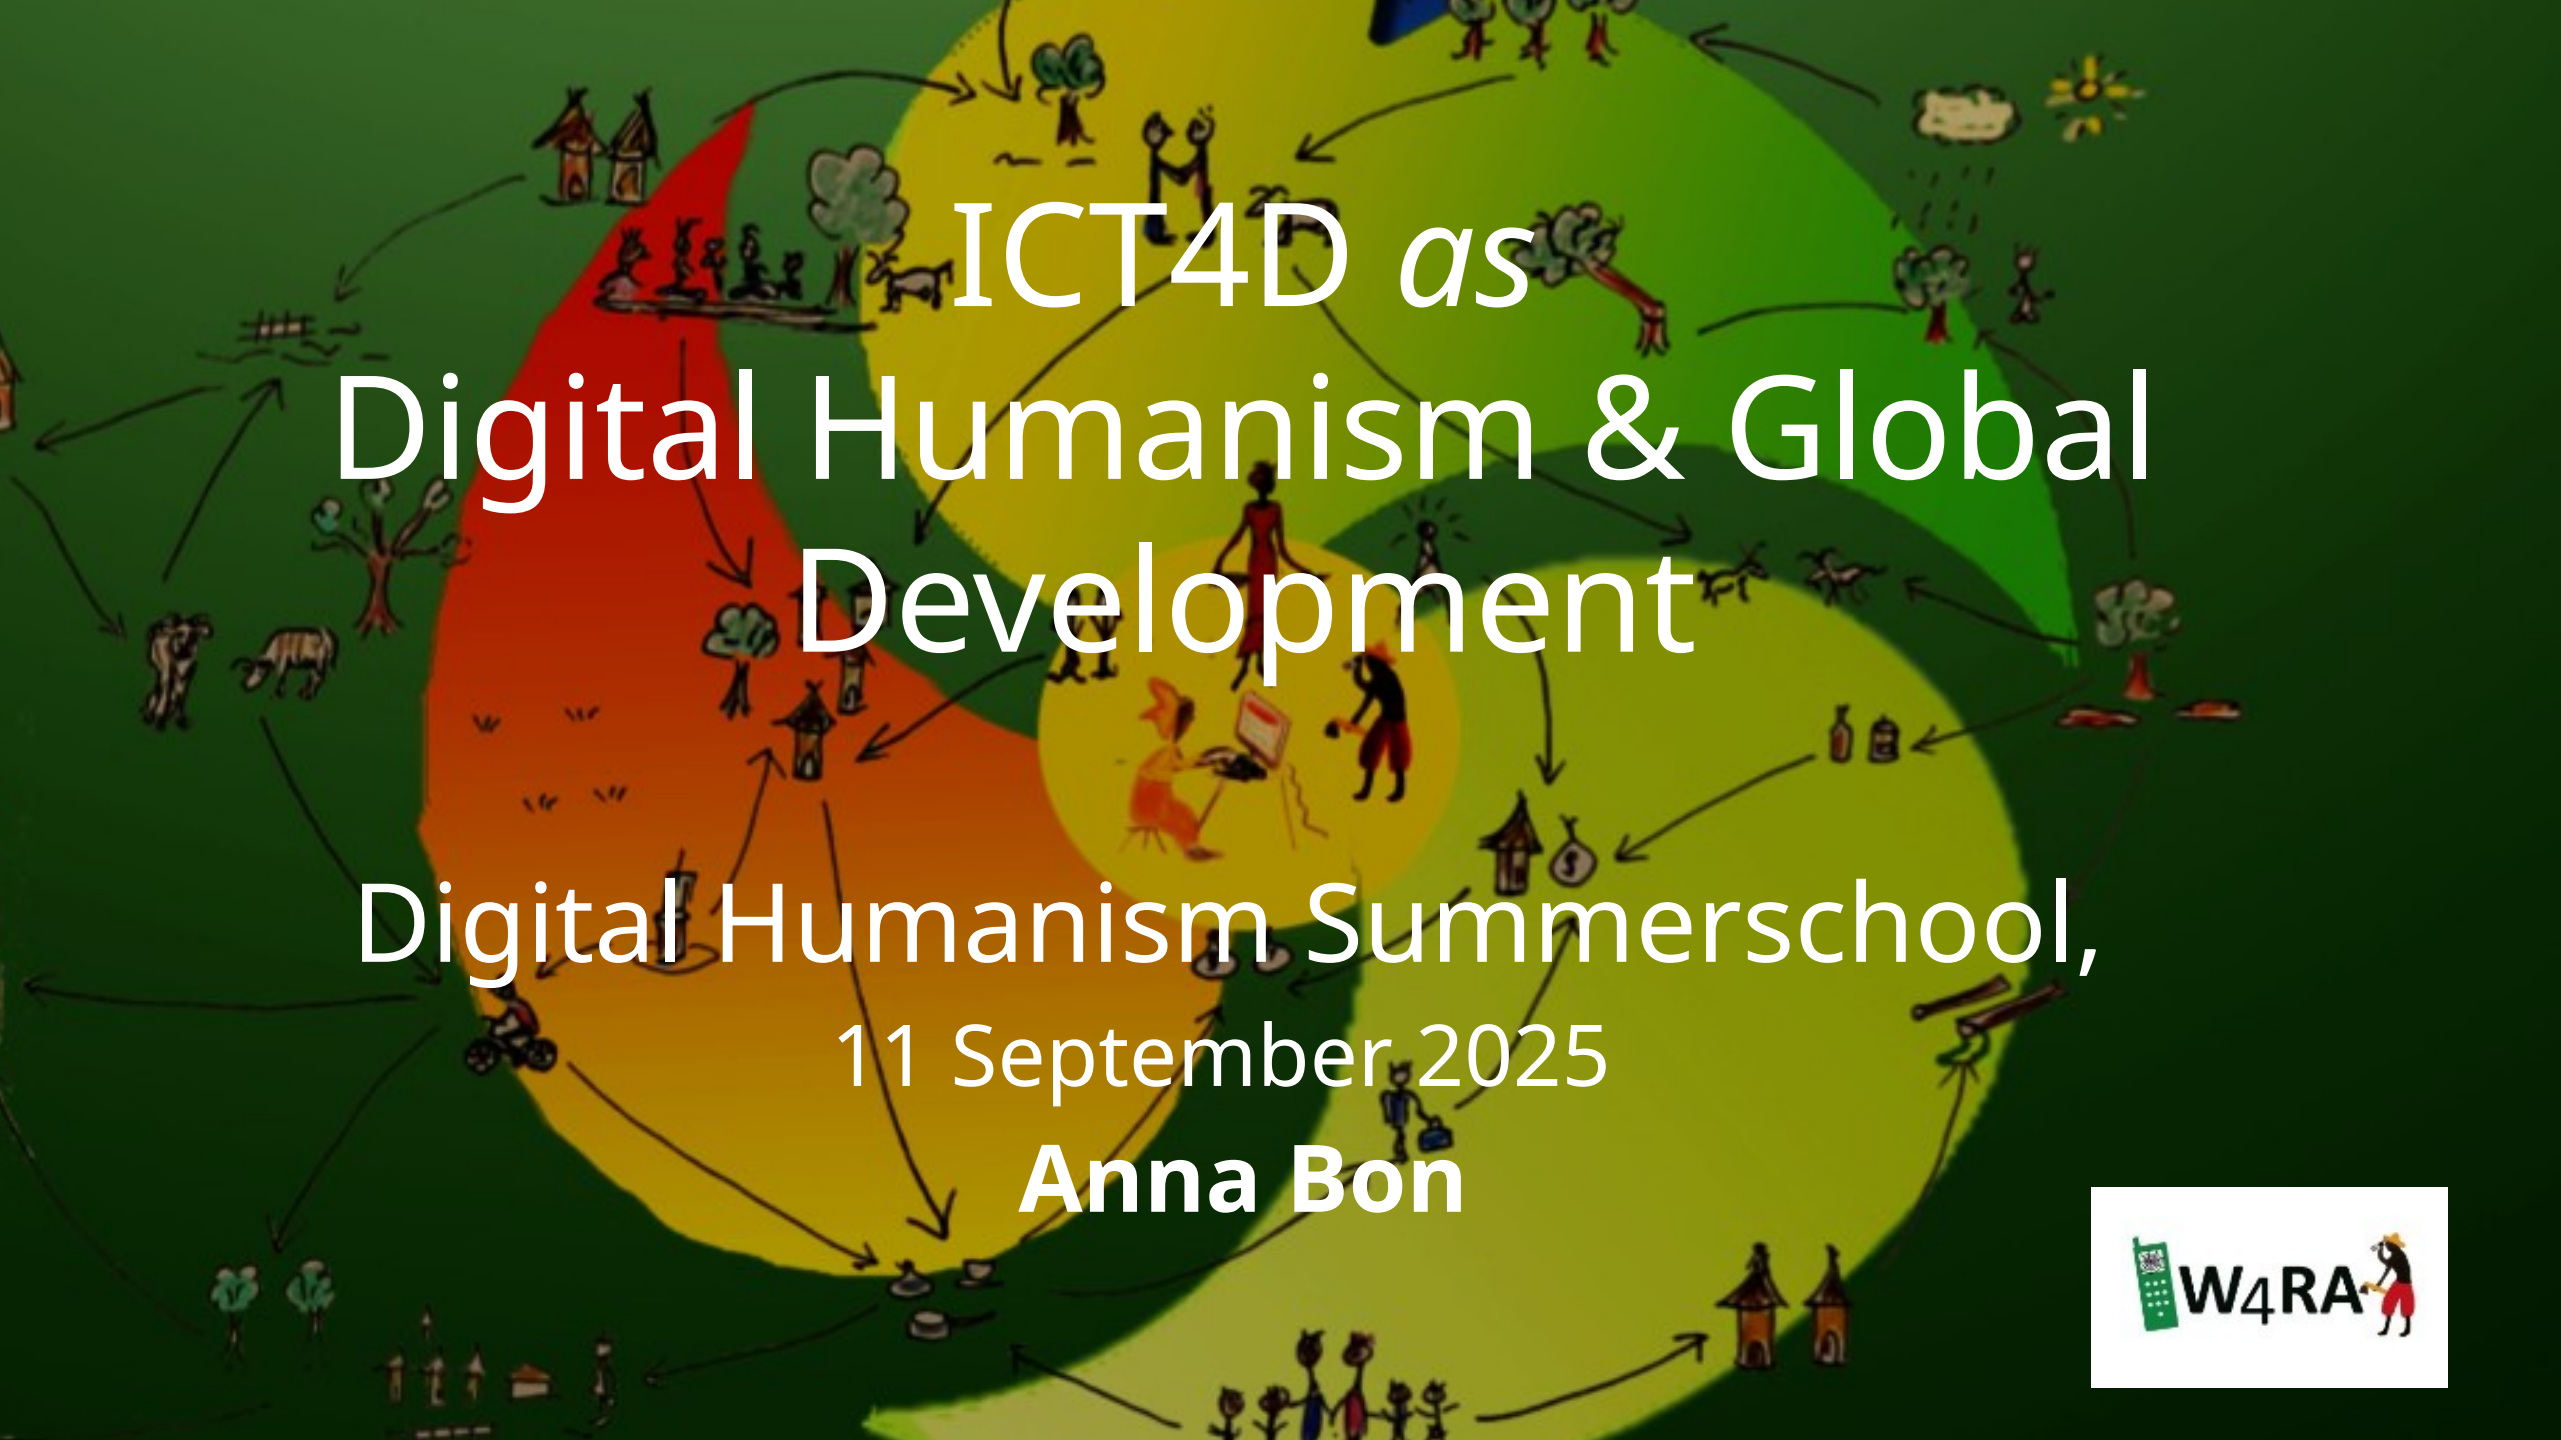 ICT4D as
Digital Humanism & Global
Development
Digital Humanism Summerschool,
11 September 2025
Anna Bon
W4RA
$